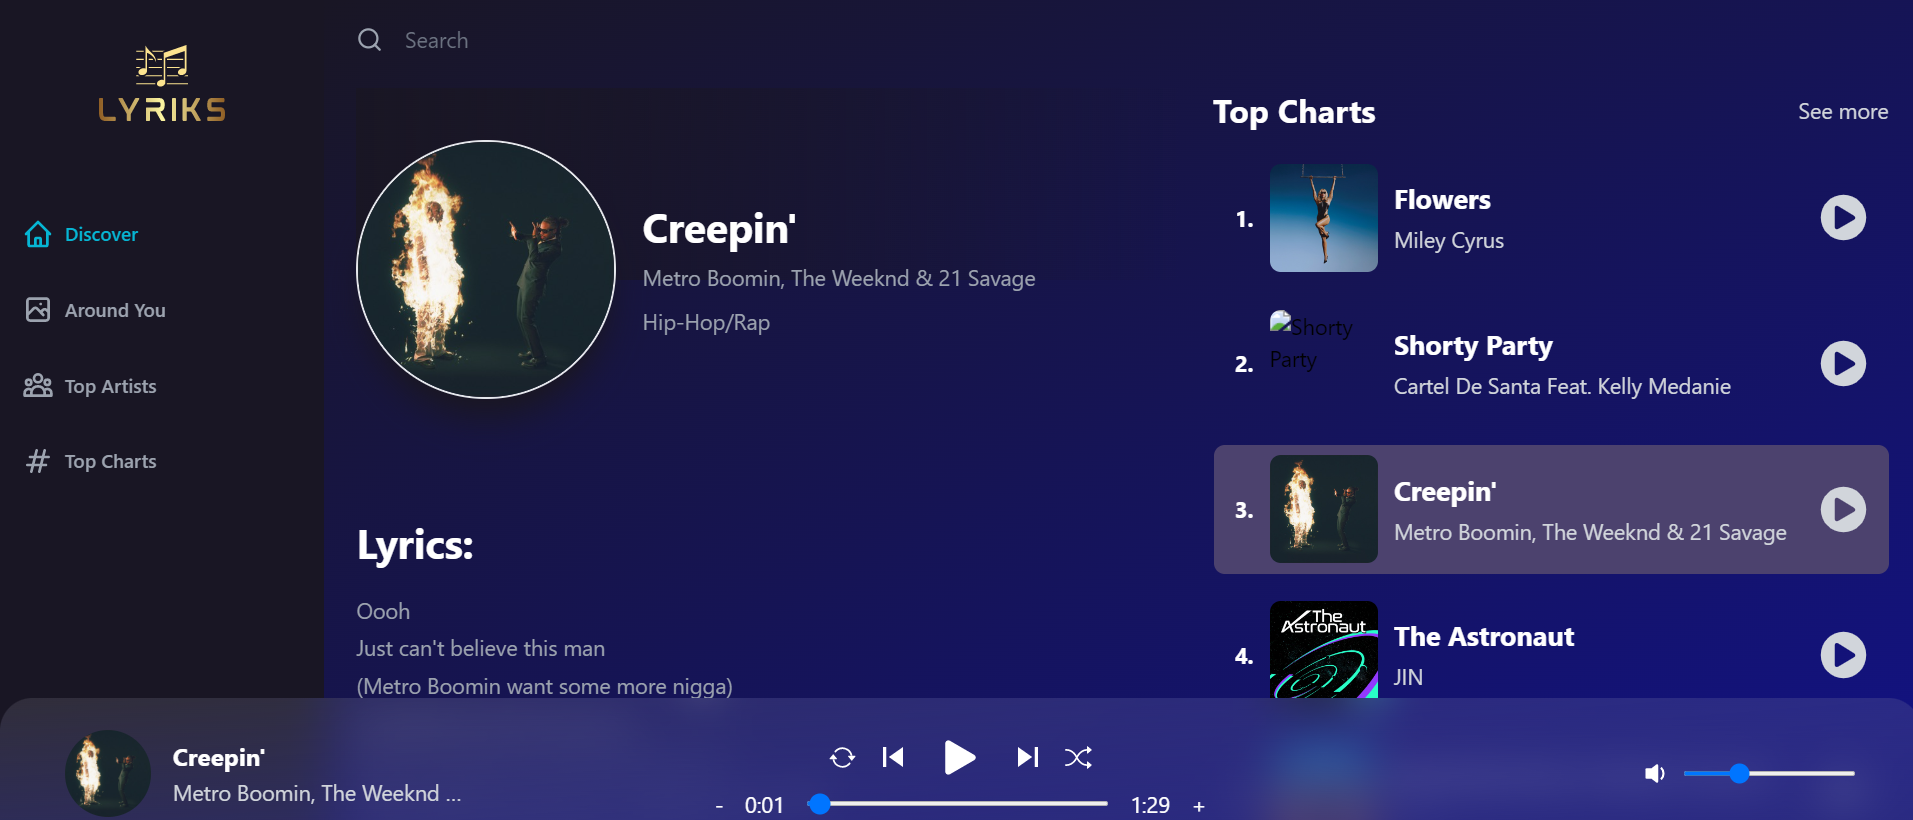 LYRIKS
Discover
Around You
Top Artists
Top Charts
Search
Creepin'
Metro Boomin, The Weeknd & 21 Savage
Hip-Hop/Rap
Lyrics:
Oooh
Just can't believe this man
(Metro Boomin want some more nigga)
Top Charts
See more
1.
Flowers
Miley Cyrus
2.
Shorty
Party
Shorty Party
Cartel De Santa Feat. Kelly Medanie
3.
Creepin'
Metro Boomin, The Weeknd & 21 Savage
4.
The
Astronaut
The Astronaut
JIN
Creepin'
Metro Boomin, The Weeknd ...
- 0:01 1:29 +